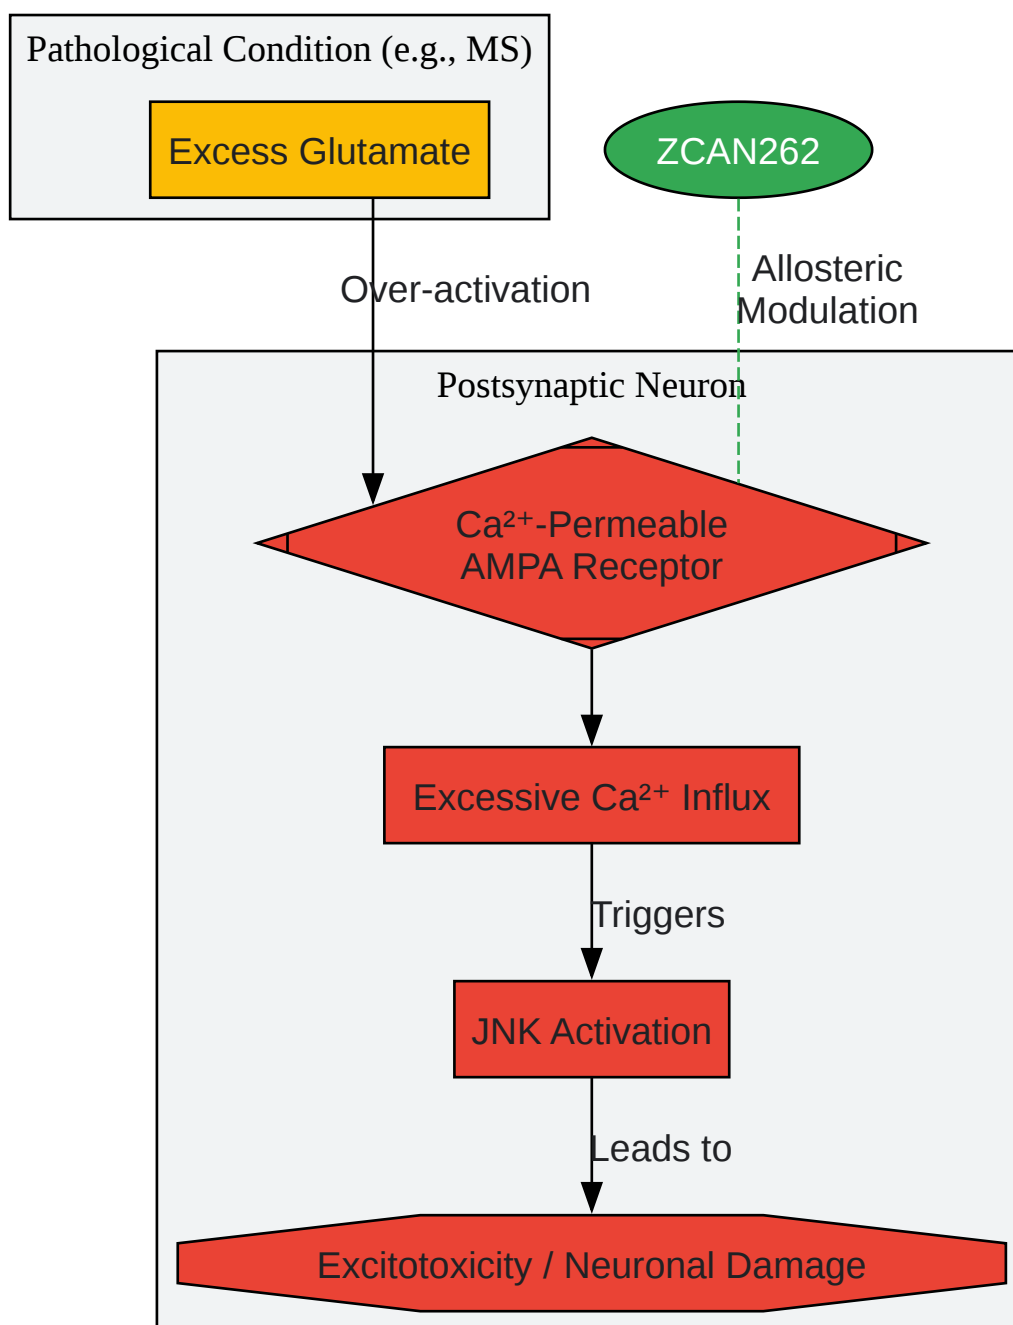 Pathological Condition (e.g., MS)
Excess Glutamate
ZCAN262
Over-activation
Allosteric
Modulation
Postsynaptic Neuron
Ca²⁺-Permeable
AMPA Receptor
Excessive Ca²⁺ Influx
Triggers
JNK Activation
Leads to
Excitotoxicity / Neuronal Damage